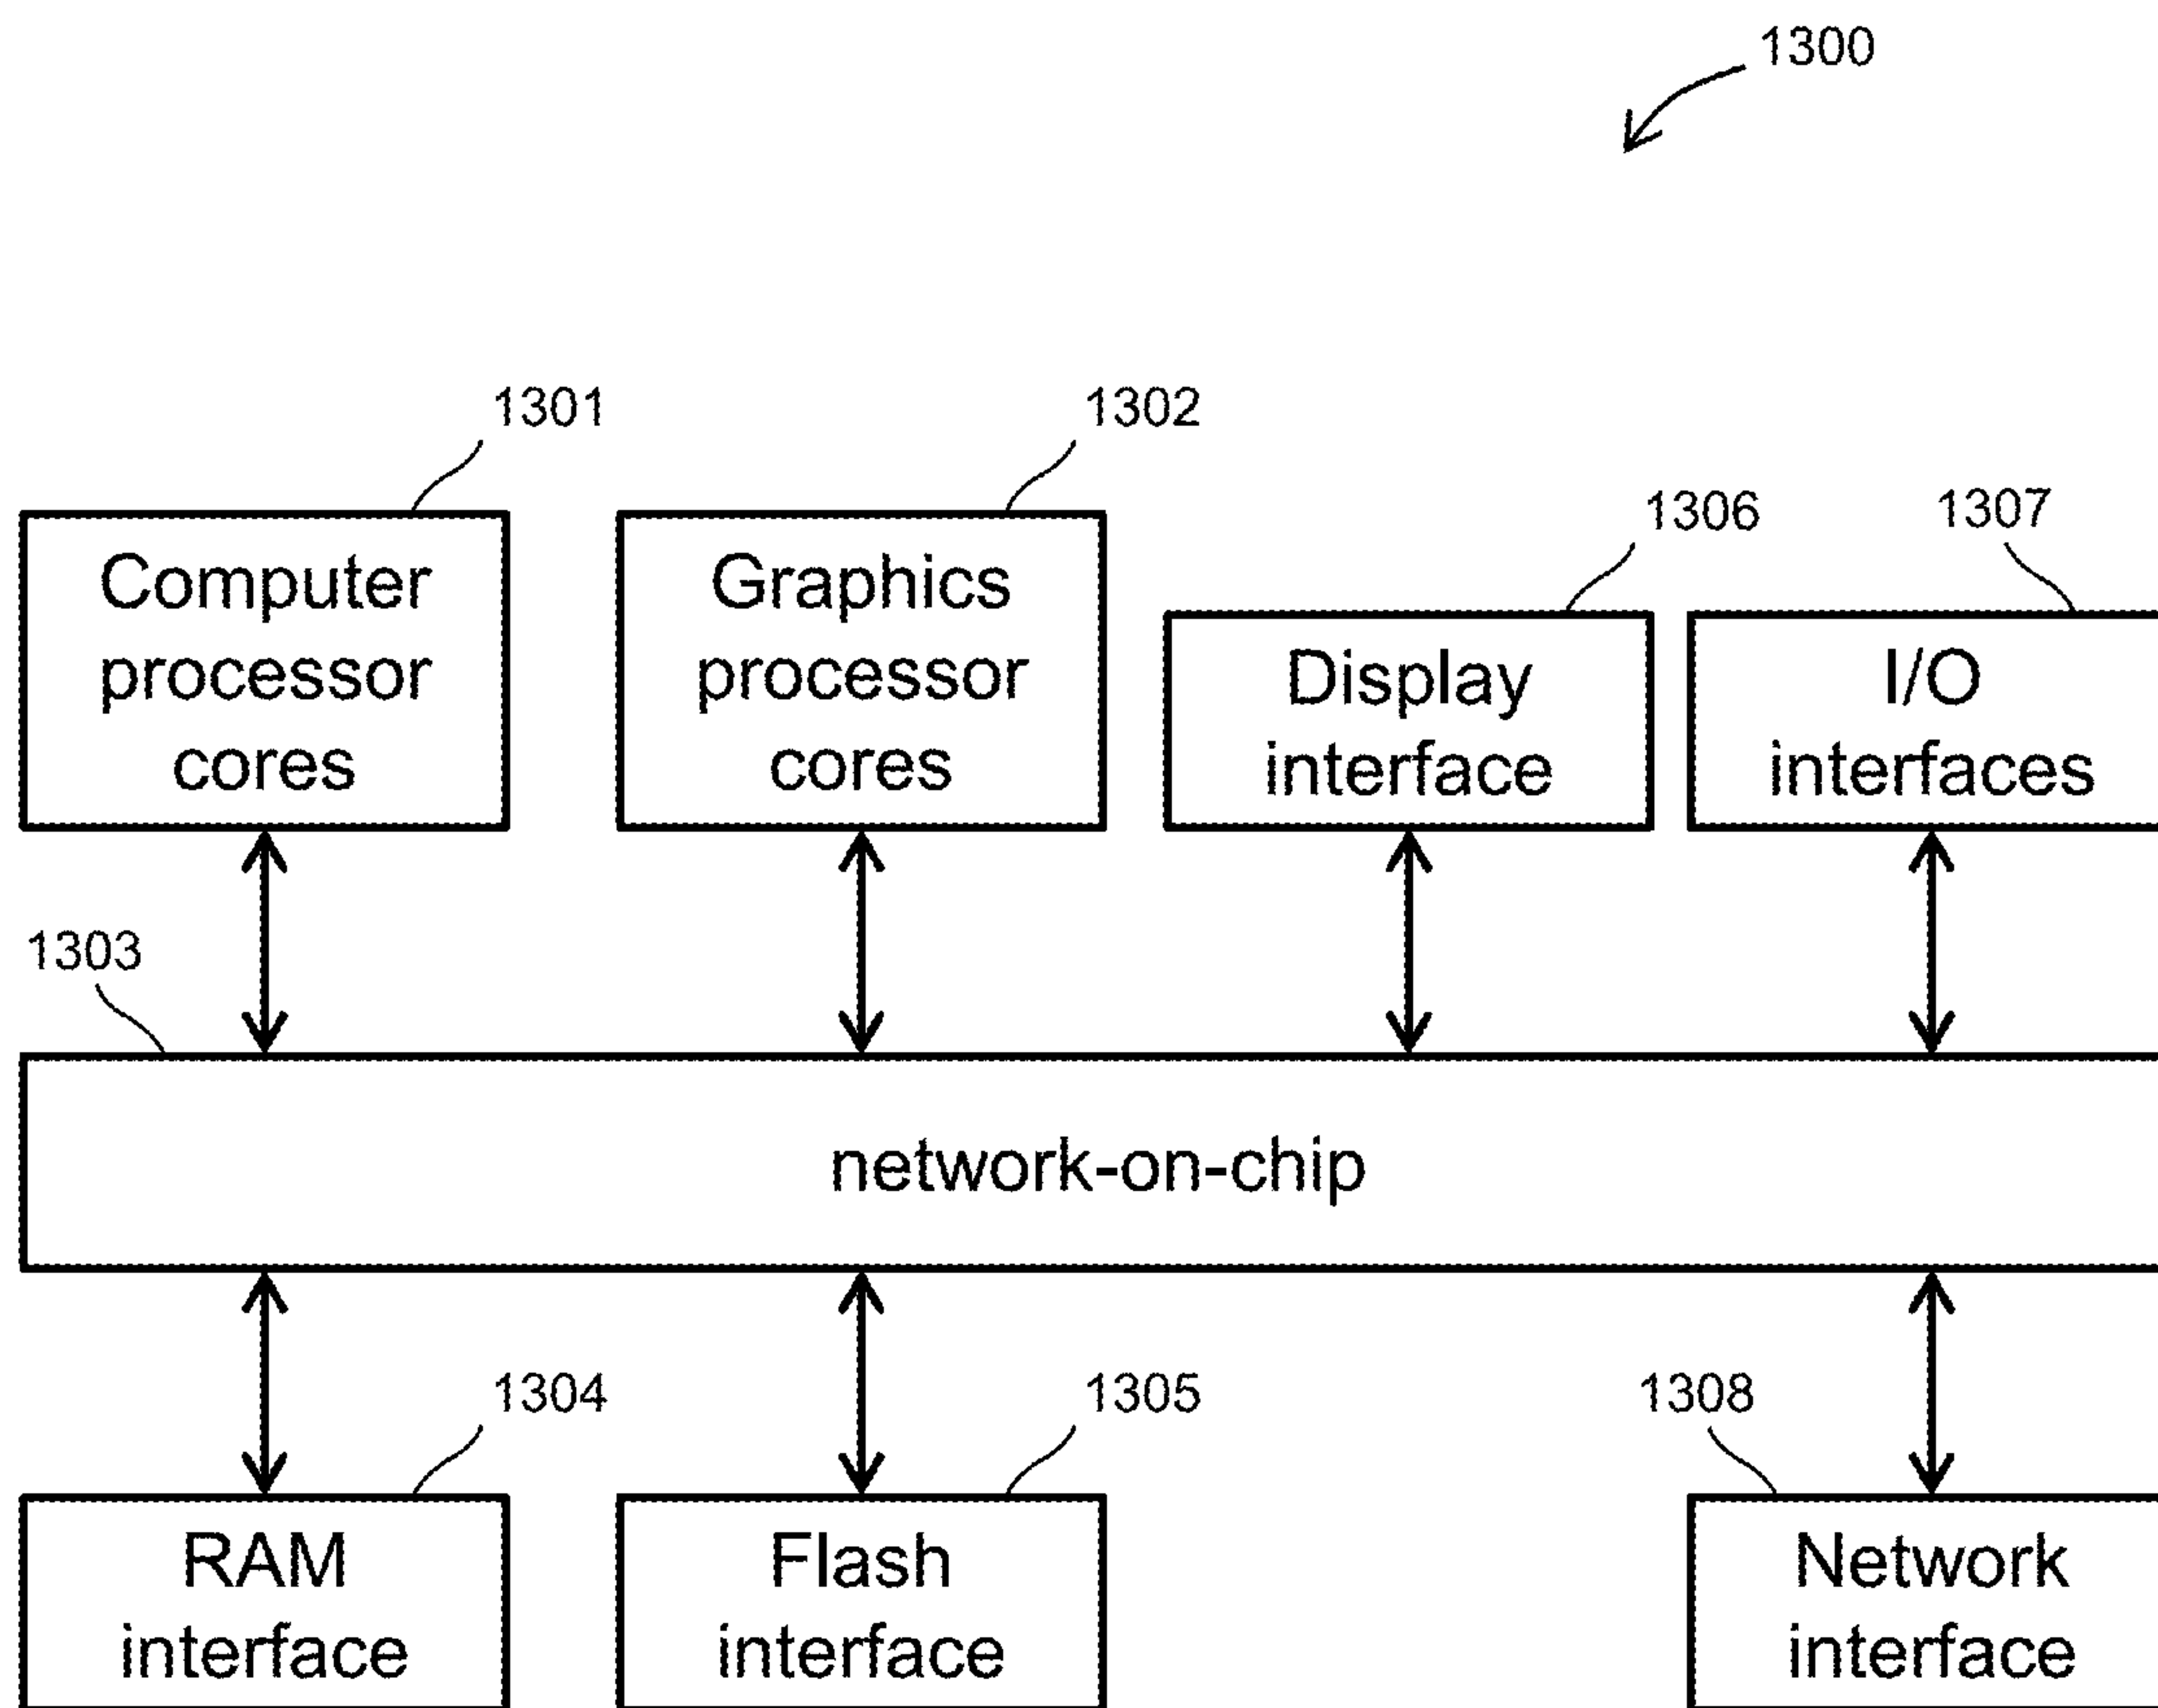 1300
1301
1302
1306
1307
Computer
processor
cores
Graphics
processor
cores
Display
interface
I/O
interfaces
1303
network-on-chip
1304
1305
1308
RAM
interface
Flash
interface
Network
interface